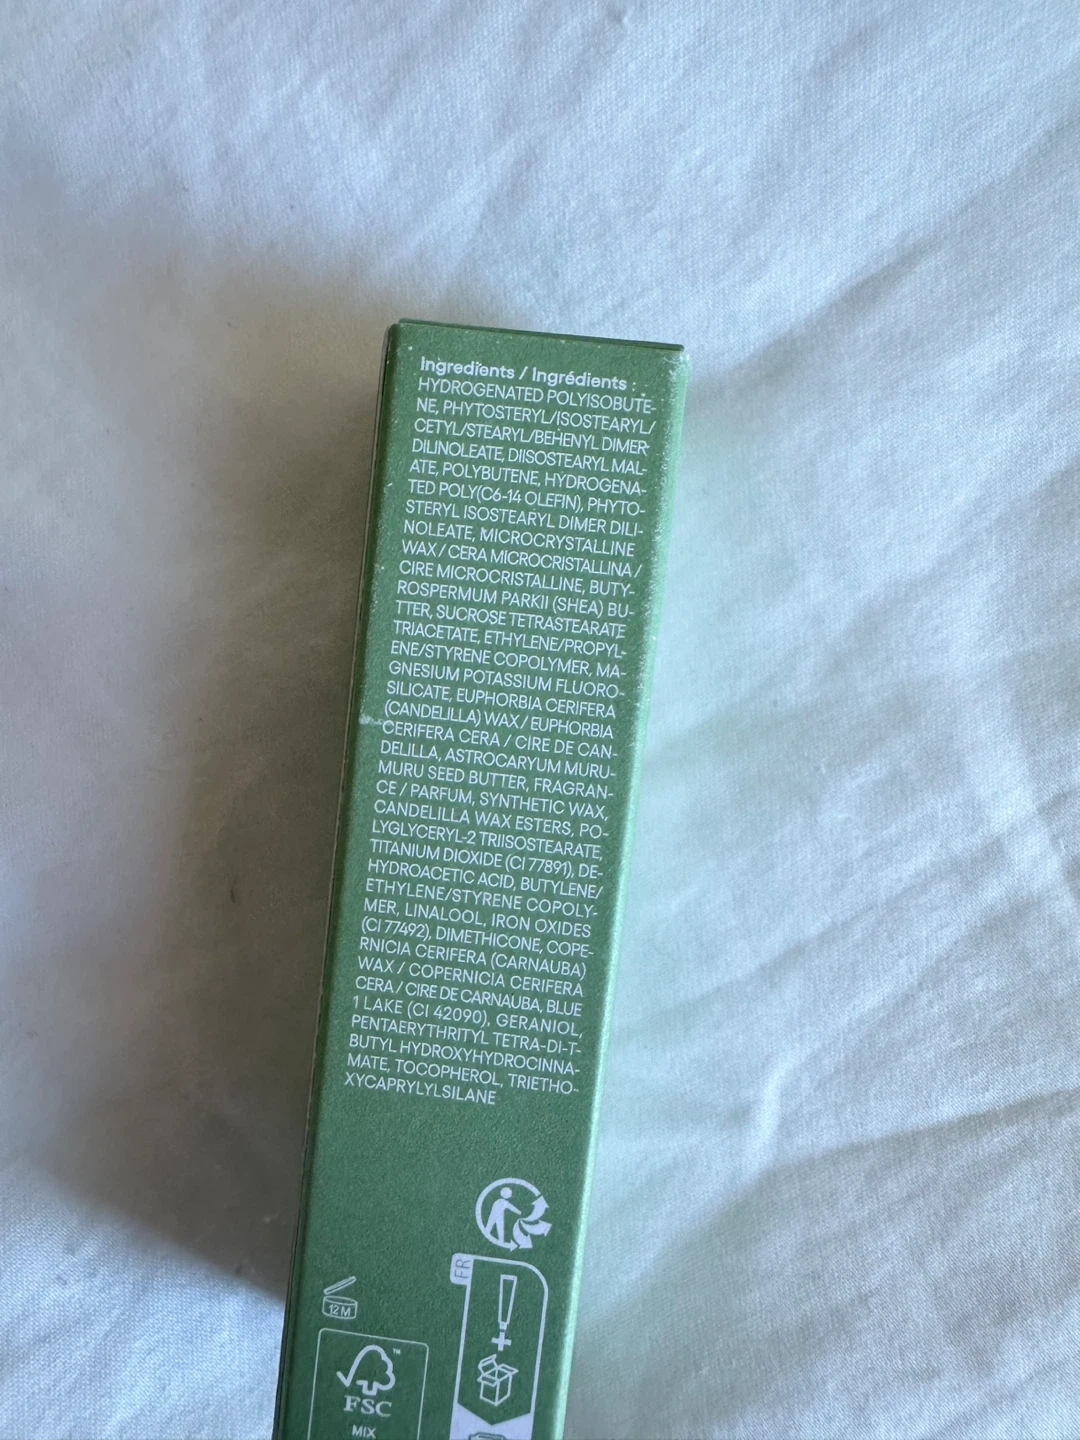 Ingredients / Ingrédients :
HYDROGENATED POLYISOBUTE-
NE, PHYTOSTERYL/ISOSTEARYL/
CETYL/STEARYL/BEHENYL DIMER
DILINOLEATE, DIISOSTEARYL MAL-
ATE, POLYBUTENE, HYDROGENA-
TED POLY(C6-14 OLEFIN), PHYTO-
STERYL ISOSTEARYL DIMER DILI-
NOLEATE, MICROCRYSTALLINE
WAX / CERA MICROCRISTALLINA /
CIRE MICROCRISTALLINE, BUTY-
ROSPERMUM PARKII (SHEA) BU-
TTER, SUCROSE TETRASTEARATE
TRIACETATE, ETHYLENE/PROPYL-
ENE/STYRENE COPOLYMER, MA-
GNESIUM POTASSIUM FLUORO-
SILICATE, EUPHORBIA CERIFERA
(CANDELILLA) WAX / EUPHORBIA
CERIFERA CERA / CIRE DE CAN-
DELILLA, ASTROCARYUM MURU-
MURU SEED BUTTER, FRAGRAN-
CE / PARFUM, SYNTHETIC WAX,
CANDELILLA WAX ESTERS, PO-
LYGLYCERYL-2 TRIISOSTEARATE,
TITANIUM DIOXIDE (CI 77891), DE-
HYDROACETIC ACID, BUTYLENE/
ETHYLENE/STYRENE COPOLY-
MER, LINALOOL, IRON OXIDES
(CI 77492), DIMETHICONE, COPE-
RNICIA CERIFERA (CARNAUBA)
WAX / COPERNICIA CERIFERA
CERA / CIRE DE CARNAUBA, BLUE
1 LAKE (CI 42090), GERANIOL,
PENTAERYTHRITYL TETRA-DI-T-
BUTYL HYDROXYHYDROCINNA-
MATE, TOCOPHEROL, TRIETHO-
XYCAPRYLYLSILANE
FR
12 M
FSC™
MIX